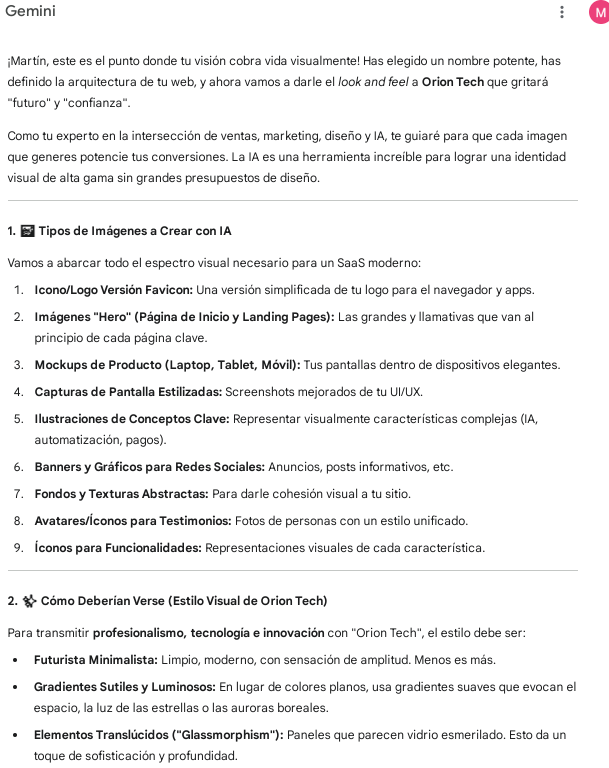 Gemini
M
¡Martín, este es el punto donde tu visión cobra vida visualmente! Has elegido un nombre potente, has
definido la arquitectura de tu web, y ahora vamos a darle el look and feel a Orion Tech que gritará
"futuro" y "confianza".
Como tu experto en la intersección de ventas, marketing, diseño y IA, te guiaré para que cada imagen
que generes potencie tus conversiones. La IA es una herramienta increíble para lograr una identidad
visual de alta gama sin grandes presupuestos de diseño.
1. 🖼 Tipos de Imágenes a Crear con IA
Vamos a abarcar todo el espectro visual necesario para un SaaS moderno:
1. Icono/Logo Versión Favicon: Una versión simplificada de tu logo para el navegador y apps.
2. Imágenes "Hero" (Página de Inicio y Landing Pages): Las grandes y llamativas que van al
principio de cada página clave.
3. Mockups de Producto (Laptop, Tablet, Móvil): Tus pantallas dentro de dispositivos elegantes.
4. Capturas de Pantalla Estilizadas: Screenshots mejorados de tu UI/UX.
5. Ilustraciones de Conceptos Clave: Representar visualmente características complejas (IA,
automatización, pagos).
6. Banners y Gráficos para Redes Sociales: Anuncios, posts informativos, etc.
7. Fondos y Texturas Abstractas: Para darle cohesión visual a tu sitio.
8. Avatares/Íconos para Testimonios: Fotos de personas con un estilo unificado.
9. Íconos para Funcionalidades: Representaciones visuales de cada característica.
2. ✨ Cómo Deberían Verse (Estilo Visual de Orion Tech)
Para transmitir profesionalismo, tecnología e innovación con "Orion Tech", el estilo debe ser:
• Futurista Minimalista: Limpio, moderno, con sensación de amplitud. Menos es más.
• Gradientes Sutiles y Luminosos: En lugar de colores planos, usa gradientes suaves que evocan el
espacio, la luz de las estrellas o las auroras boreales.
• Elementos Translúcidos ("Glassmorphism"): Paneles que parecen vidrio esmerilado. Esto da un
toque de sofisticación y profundidad.